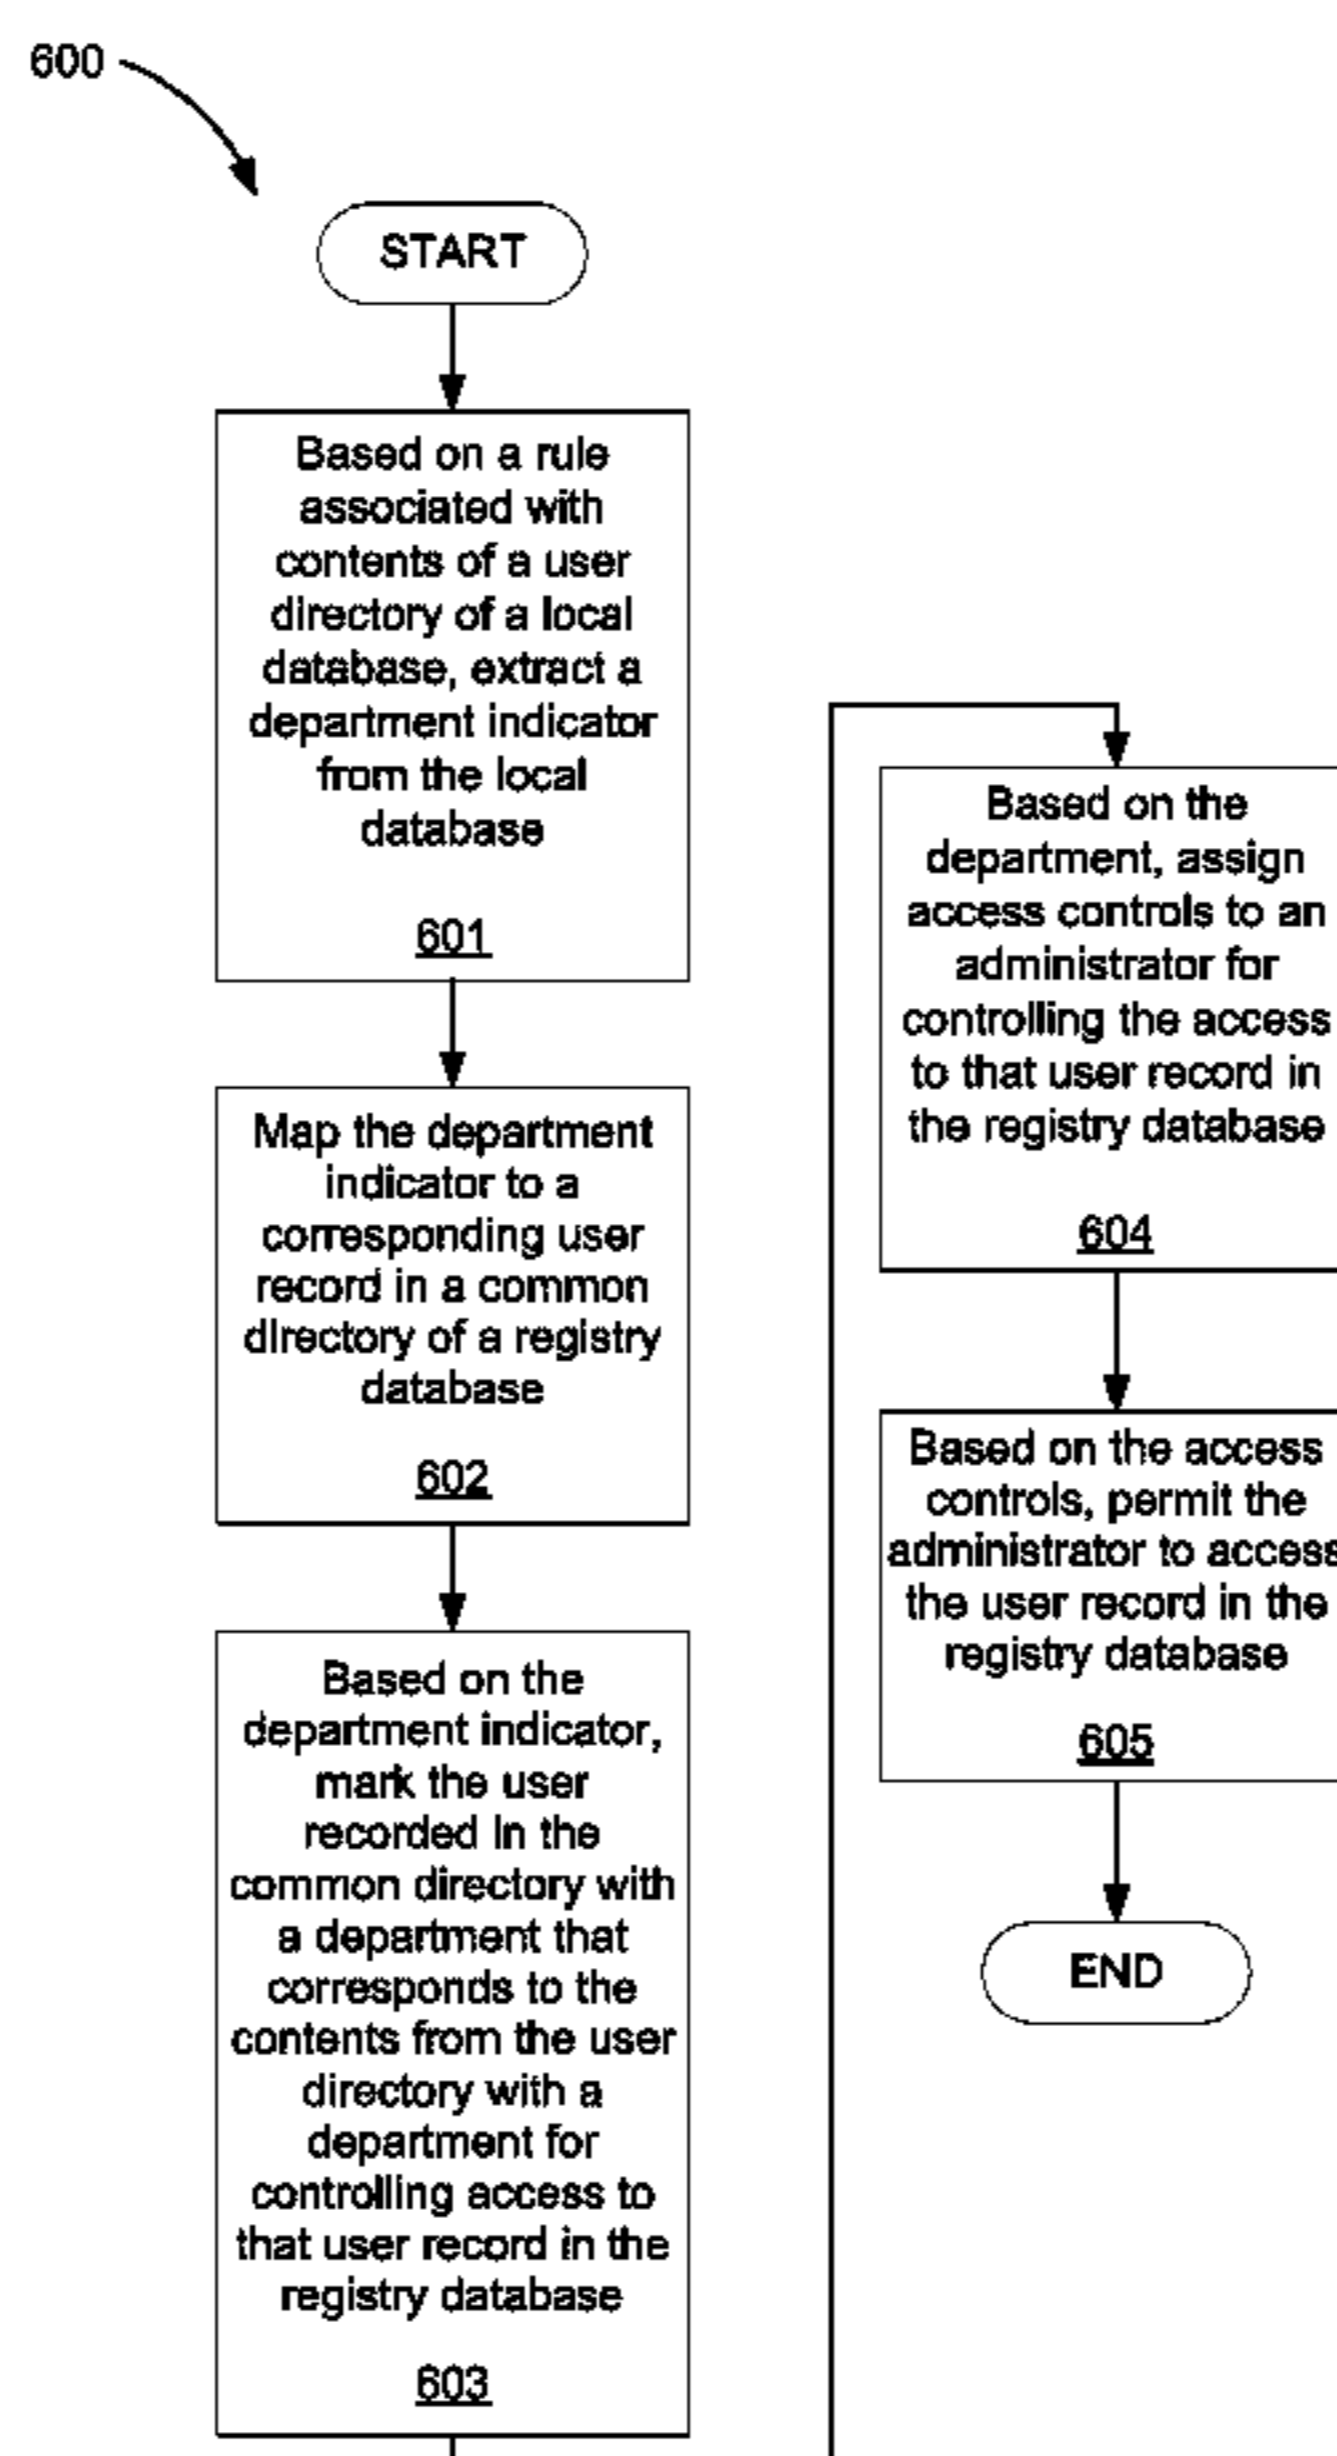 600
START
Based on a rule
associated with
contents of a user
directory of a local
database, extract a
department indicator
from the local
database
601
Map the department
indicator to a
corresponding user
record in a common
directory of a registry
database
602
Based on the
department indicator,
mark the user
recorded in the
common directory with
a department that
corresponds to the
contents from the user
directory with a
department for
controlling access to
that user record in the
registry database
603
Based on the
department, assign
access controls to an
administrator for
controlling the access
to that user record in
the registry database
604
Based on the access
controls, permit the
administrator to access
the user record in the
registry database
605
END